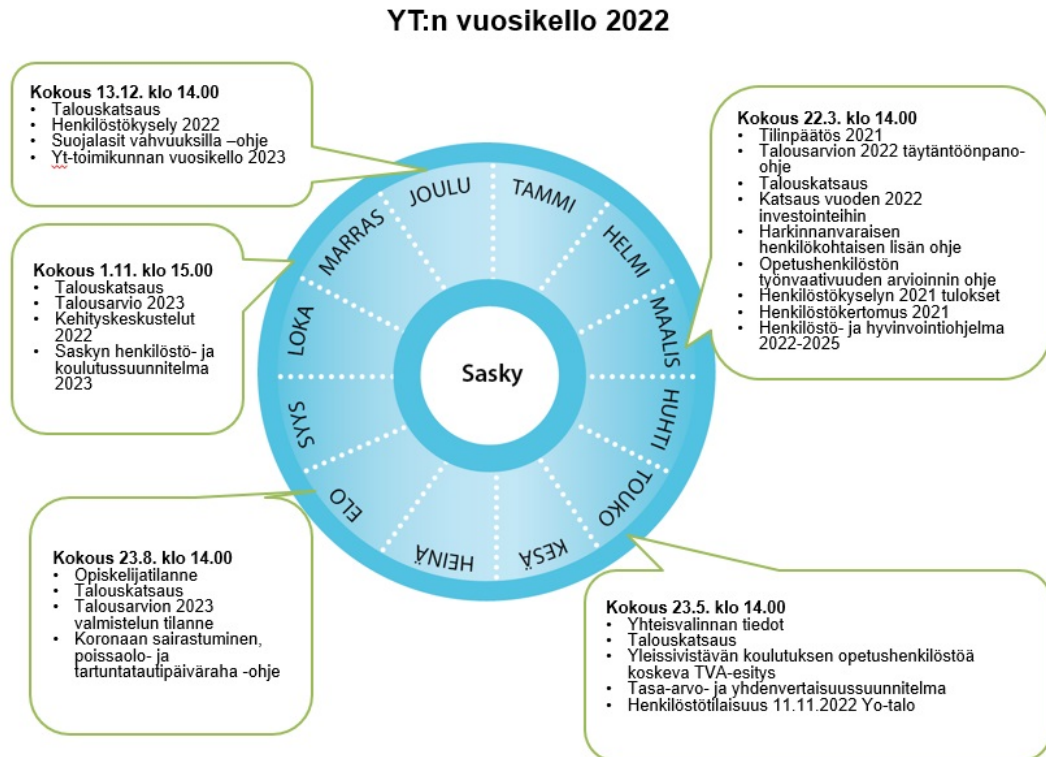 YT:n vuosikello 2022
Kokous 13.12. klo 14.00
• Talouskatsaus
• Henkilöstökysely 2022
• Suojalasit vahvuuksilla –ohje
• Yt-toimikunnan vuosikello 2023
Kokous 22.3. klo 14.00
• Tilinpäätös 2021
• Talousarvion 2022 täytäntöönpano-
ohje
• Talouskatsaus
• Katsaus vuoden 2022
investointeihin
• Harkinnanvaraisen
henkilökohtaisen lisän ohje
• Opetushenkilöstön
työnvaativuuden arvioinnin ohje
• Henkilöstökyselyn 2021 tulokset
• Henkilöstökertomus 2021
• Henkilöstö- ja hyvinvointiohjelma
2022-2025
Kokous 1.11. klo 15.00
• Talouskatsaus
• Talousarvio 2023
• Kehityskeskustelut
2022
• Saskyn henkilöstö- ja
koulutussuunnitelma
2023
TAMMI
HELMI
MAALIS
HUHTI
TOUKO
KESÄ
HEINÄ
ELO
SYYS
LOKA
MARRAS
JOULU
Sasky
Kokous 23.8. klo 14.00
• Opiskelijatilanne
• Talouskatsaus
• Talousarvion 2023
valmistelun tilanne
• Koronaan sairastuminen,
poissaolo- ja
tartuntatautipäiväraha -ohje
Kokous 23.5. klo 14.00
• Yhteisvalinnan tiedot
• Talouskatsaus
• Yleissivistävän koulutuksen opetushenkilöstöä
koskeva TVA-esitys
• Tasa-arvo- ja yhdenvertaisuussuunnitelma
• Henkilöstötilaisuus 11.11.2022 Yo-talo